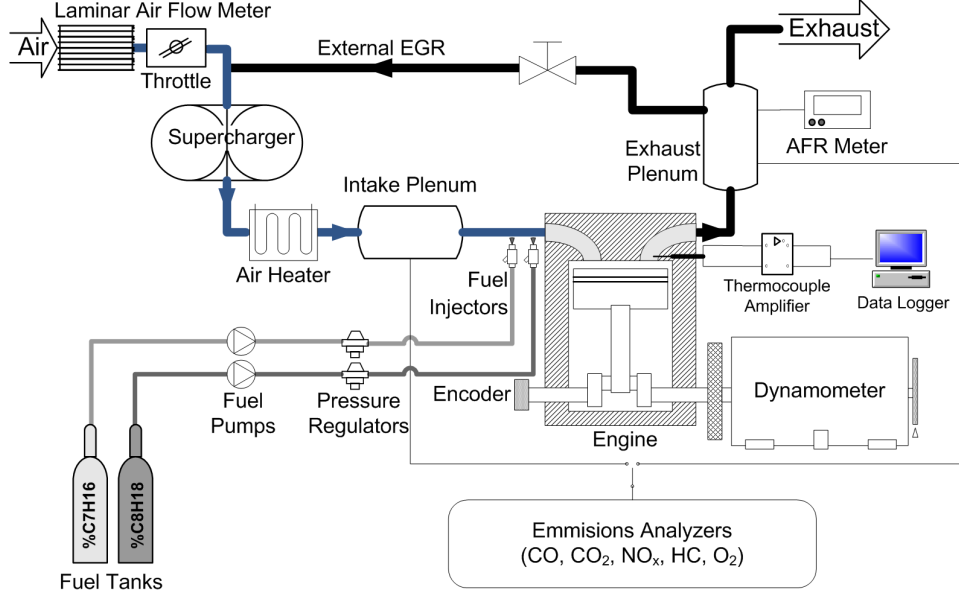 Laminar Air Flow Meter
Air
Throttle
External EGR
Exhaust
Supercharger
Exhaust
Plenum
AFR Meter
Intake Plenum
Air Heater
Fuel
Injectors
Thermocouple
Amplifier
Data Logger
Fuel
Pumps
Pressure
Regulators
Encoder
Dynamometer
Engine
%C7H16
%C8H18
Fuel Tanks
Emmisions Analyzers
(CO, CO₂, NOₓ, HC, O₂)